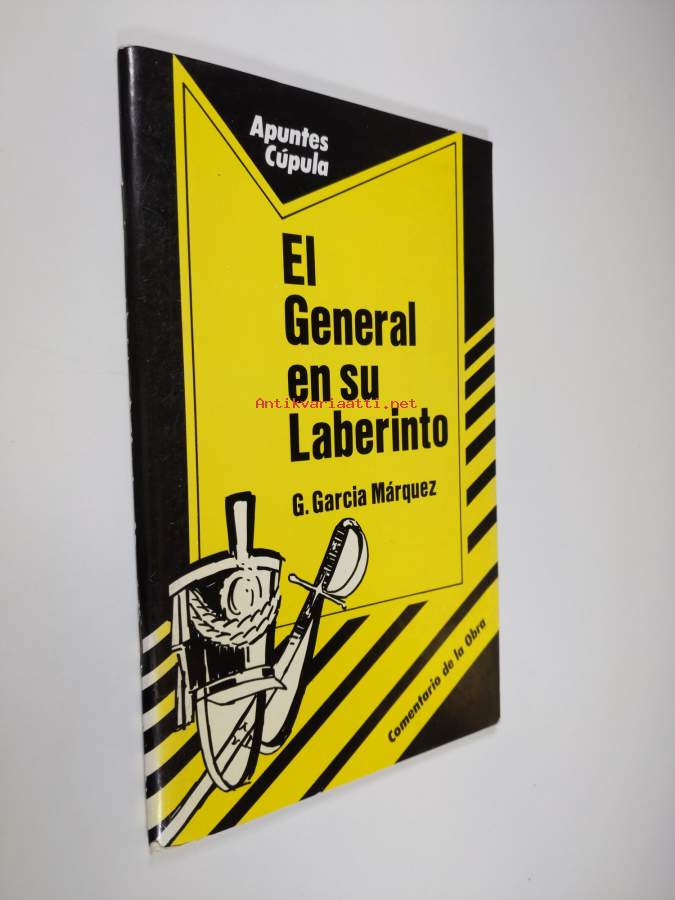 Apuntes
Cúpula
El
General
en su
Antikvariaatti.net
Laberinto
G. Garcia Márquez
Comentario de la Obra